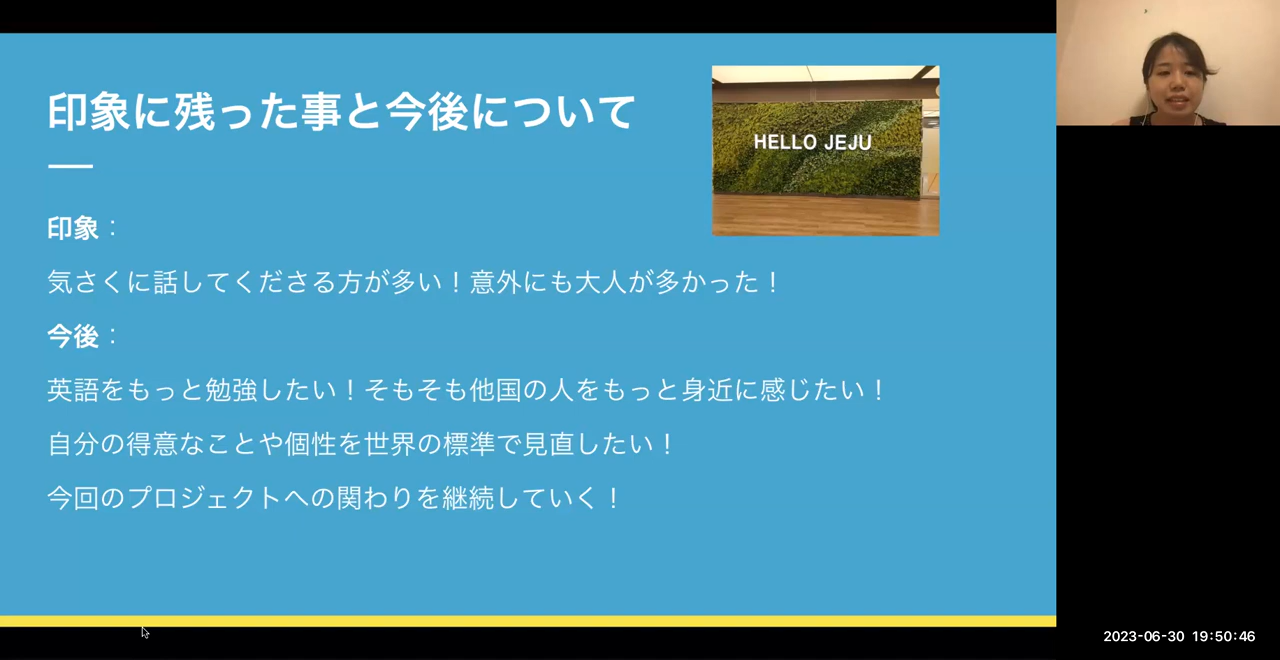 印象に残った事と今後について
HELLO JEJU
印象：
気さくに話してくださる方が多い！意外にも大人が多かった！
今後：
英語をもっと勉強したい！そもそも他国の人をもっと身近に感じたい！
自分の得意なことや個性を世界の標準で見直したい！
今回のプロジェクトへの関わりを継続していく！
2023-06-30 19:50:46